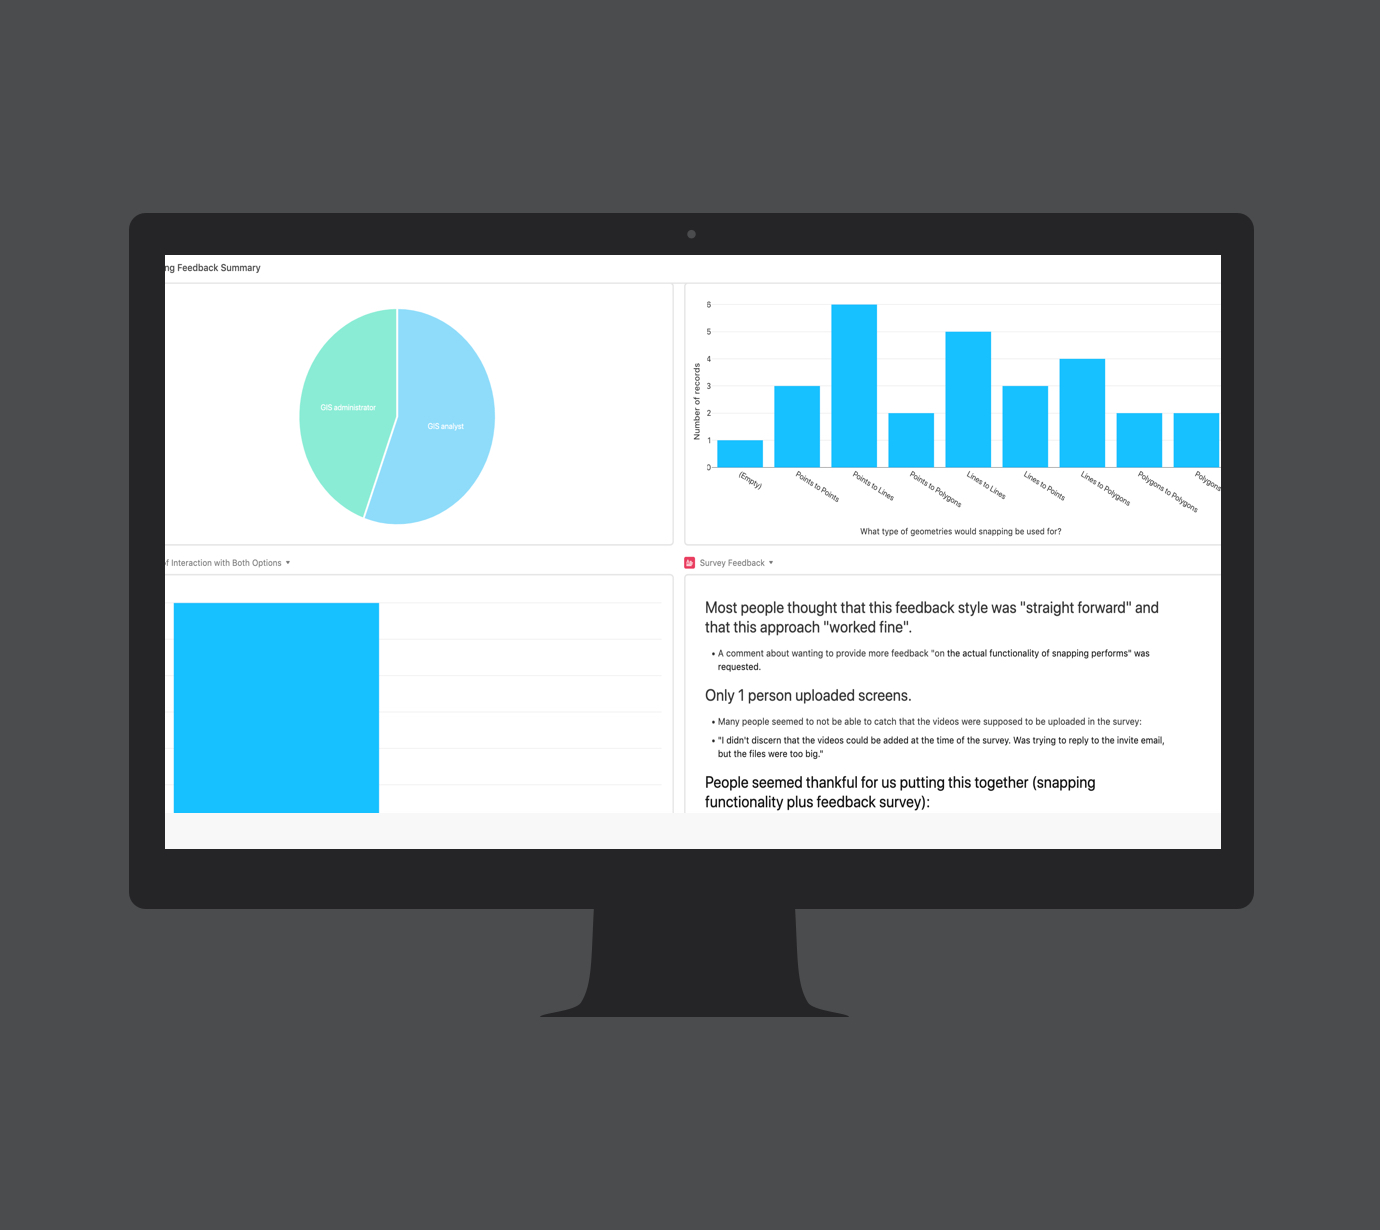 ng Feedback Summary
GIS administrator
GIS analyst
6
5
4
3
2
1
0
Number of records
(Empty)
Points to Points
Points to Lines
Points to Polygons
Lines to Lines
Lines to Points
Lines to Polygons
Polygons to Polygons
Polygons
What type of geometries would snapping be used for?
f Interaction with Both Options
Survey Feedback
Most people thought that this feedback style was "straight forward" and
that this approach "worked fine".
• A comment about wanting to provide more feedback "on the actual functionality of snapping performs" was
requested.
Only 1 person uploaded screens.
• Many people seemed to not be able to catch that the videos were supposed to be uploaded in the survey:
• "I didn't discern that the videos could be added at the time of the survey. Was trying to reply to the invite email,
but the files were too big."
People seemed thankful for us putting this together (snapping
functionality plus feedback survey):